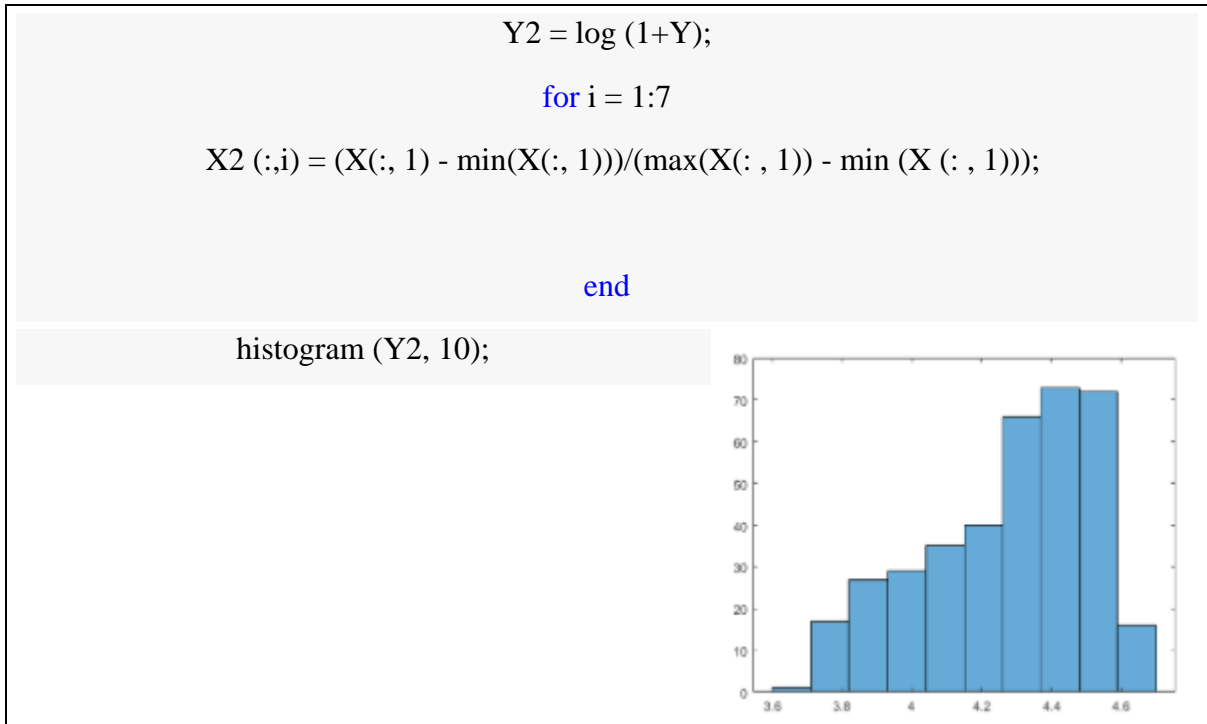 Y2 = log (1+Y);
for i = 1:7
X2 (:,i) = (X(:, 1) - min(X(:, 1)))/(max(X(: , 1)) - min (X (: , 1)));
end
histogram (Y2, 10);
80
70
60
50
40
30
20
10
0
3.6 3.8 4 4.2 4.4 4.6